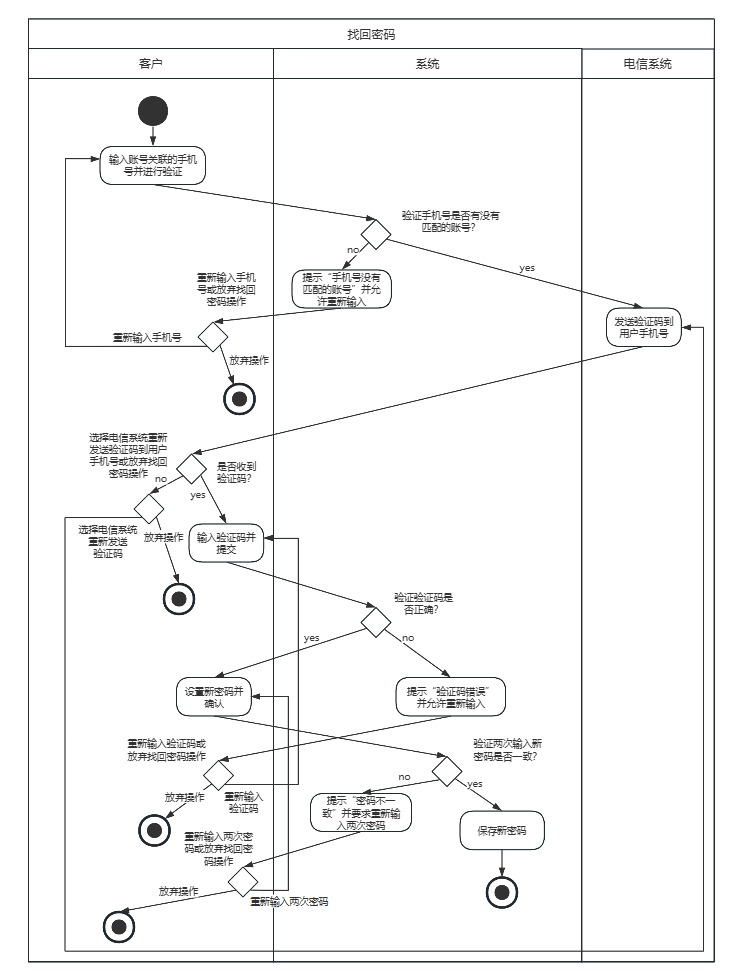 找回密码
客户
系统
电信系统
输入账号关联的手机
号并进行验证
验证手机号是否有没有
匹配的账号?
no
yes
重新输入手机
号或放弃找回
密码操作
提示“手机号没有
匹配的账号”并允
许重新输入
发送验证码到
用户手机号
重新输入手机号
放弃操作
选择电信系统重新
发送验证码到用户
手机号或放弃找回
密码操作
是否收到
验证码?
no
yes
选择电信系统
重新发送
验证码
放弃操作
输入验证码并
提交
验证验证码是
否正确?
yes
no
设置新密码并
确认
提示“验证码错误”
并允许重新输入
重新输入验证码或
放弃找回密码操作
验证两次输入新
密码是否一致?
no
yes
放弃操作
重新输入
验证码
提示“密码不一
致”并要求重新输
入两次密码
保存新密码
重新输入两次密
码或放弃找回密
码操作
放弃操作
重新输入两次密码